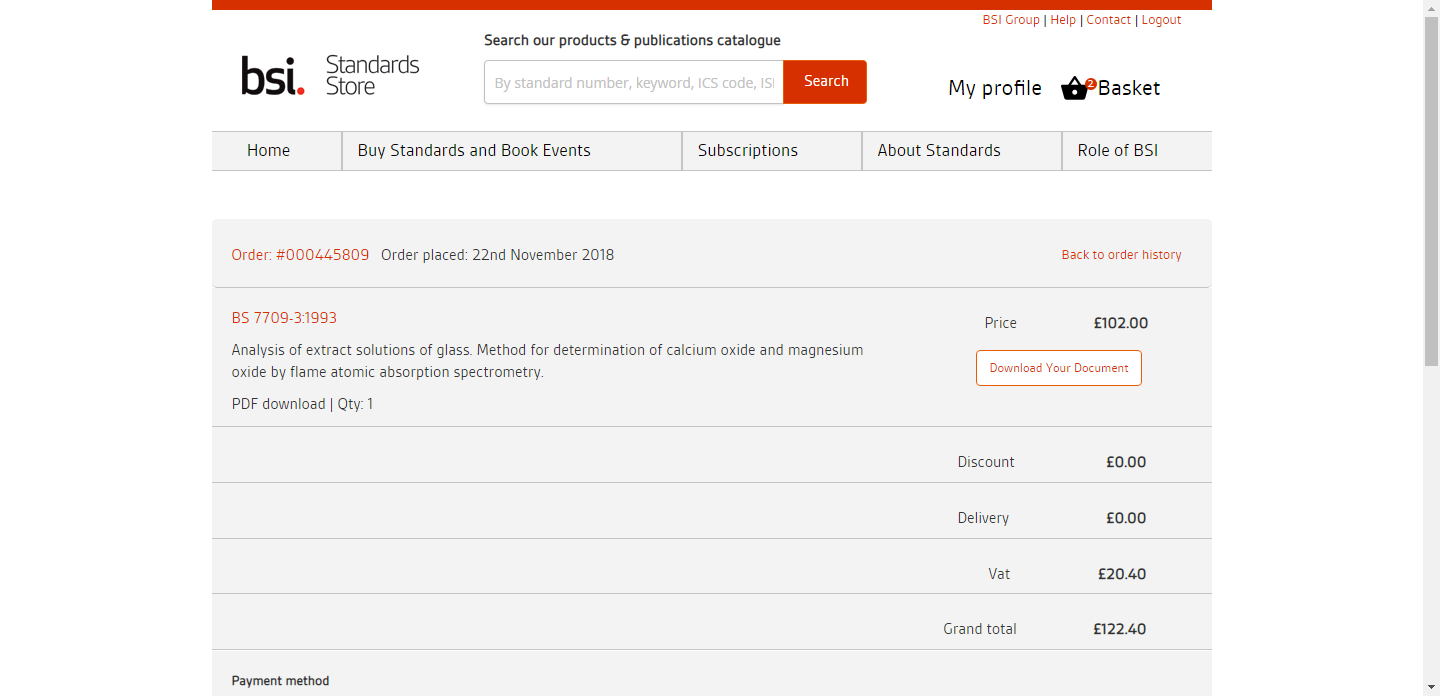 BSI Group | Help | Contact | Logout
Search our products & publications catalogue
bsi. Standards Store
By standard number, keyword, ICS code, ISI
Search
My profile
2
Basket
Home
Buy Standards and Book Events
Subscriptions
About Standards
Role of BSI
Order: #000445809 Order placed: 22nd November 2018
Back to order history
BS 7709-3:1993
Price £102.00
Analysis of extract solutions of glass. Method for determination of calcium oxide and magnesium
oxide by flame atomic absorption spectrometry.
Download Your Document
PDF download | Qty: 1
Discount £0.00
Delivery £0.00
Vat £20.40
Grand total £122.40
Payment method